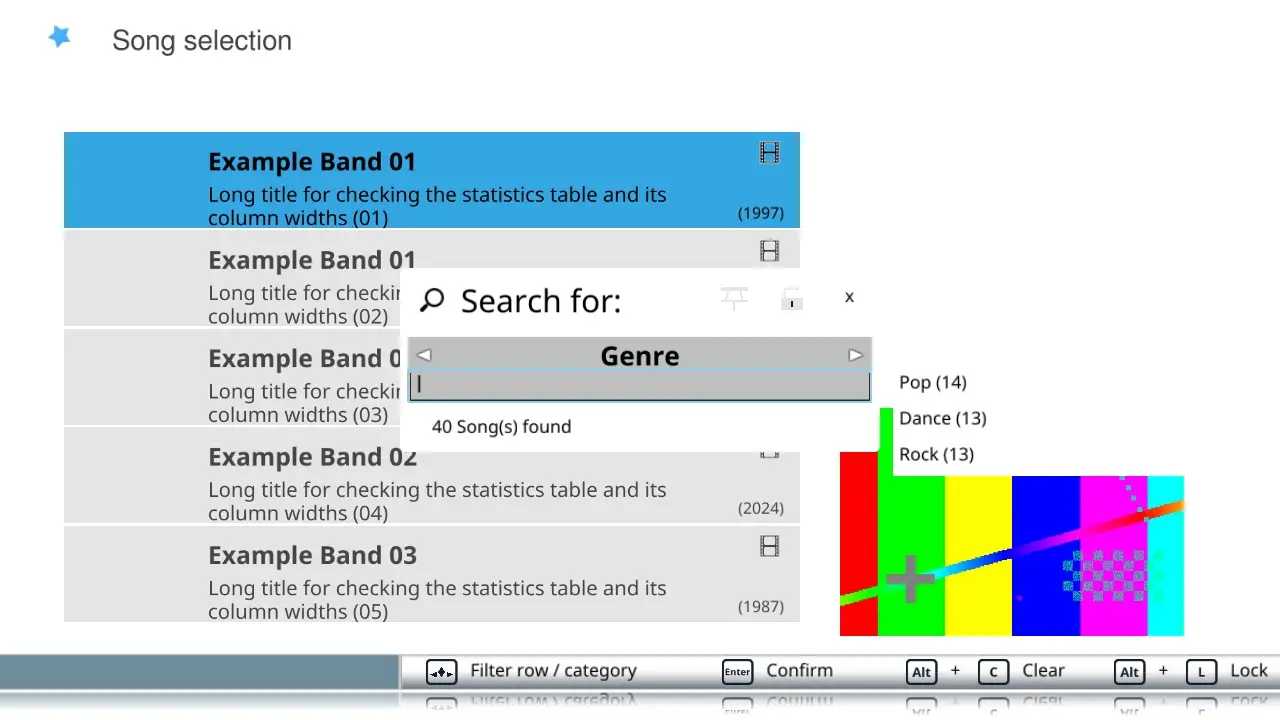 Song selection
Example Band 01
Long title for checking the statistics table and its
column widths (01)
(1997)
Example Band 01
Long title for checkin
column widths (02)
Example Band 0
Long title for checkin
column widths (03)
Example Band 02
Long title for checking the statistics table and its
column widths (04)
(2024)
Example Band 03
Long title for checking the statistics table and its
column widths (05)
(1987)
Search for:
x
Genre
40 Song(s) found
Pop (14)
Dance (13)
Rock (13)
Filter row / category
Enter Confirm
Alt + C Clear
Alt + L Lock